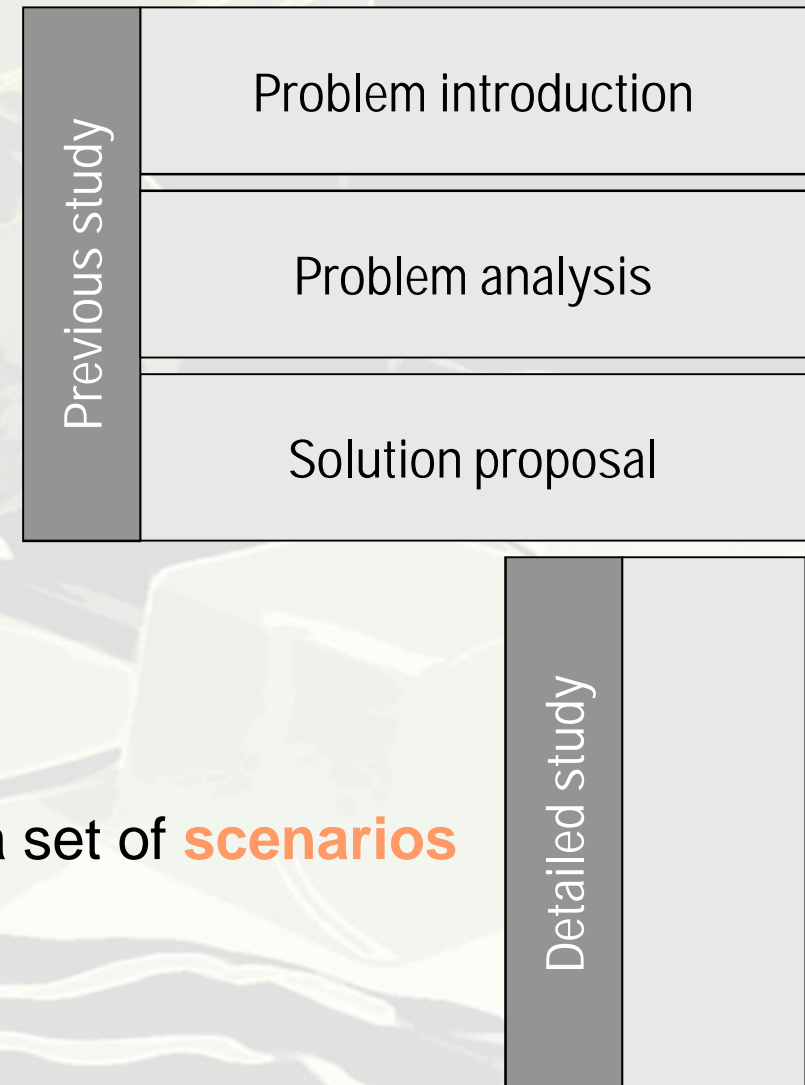 Previous study
Problem introduction
Problem analysis
Solution proposal
a set of scenarios
Detailed study